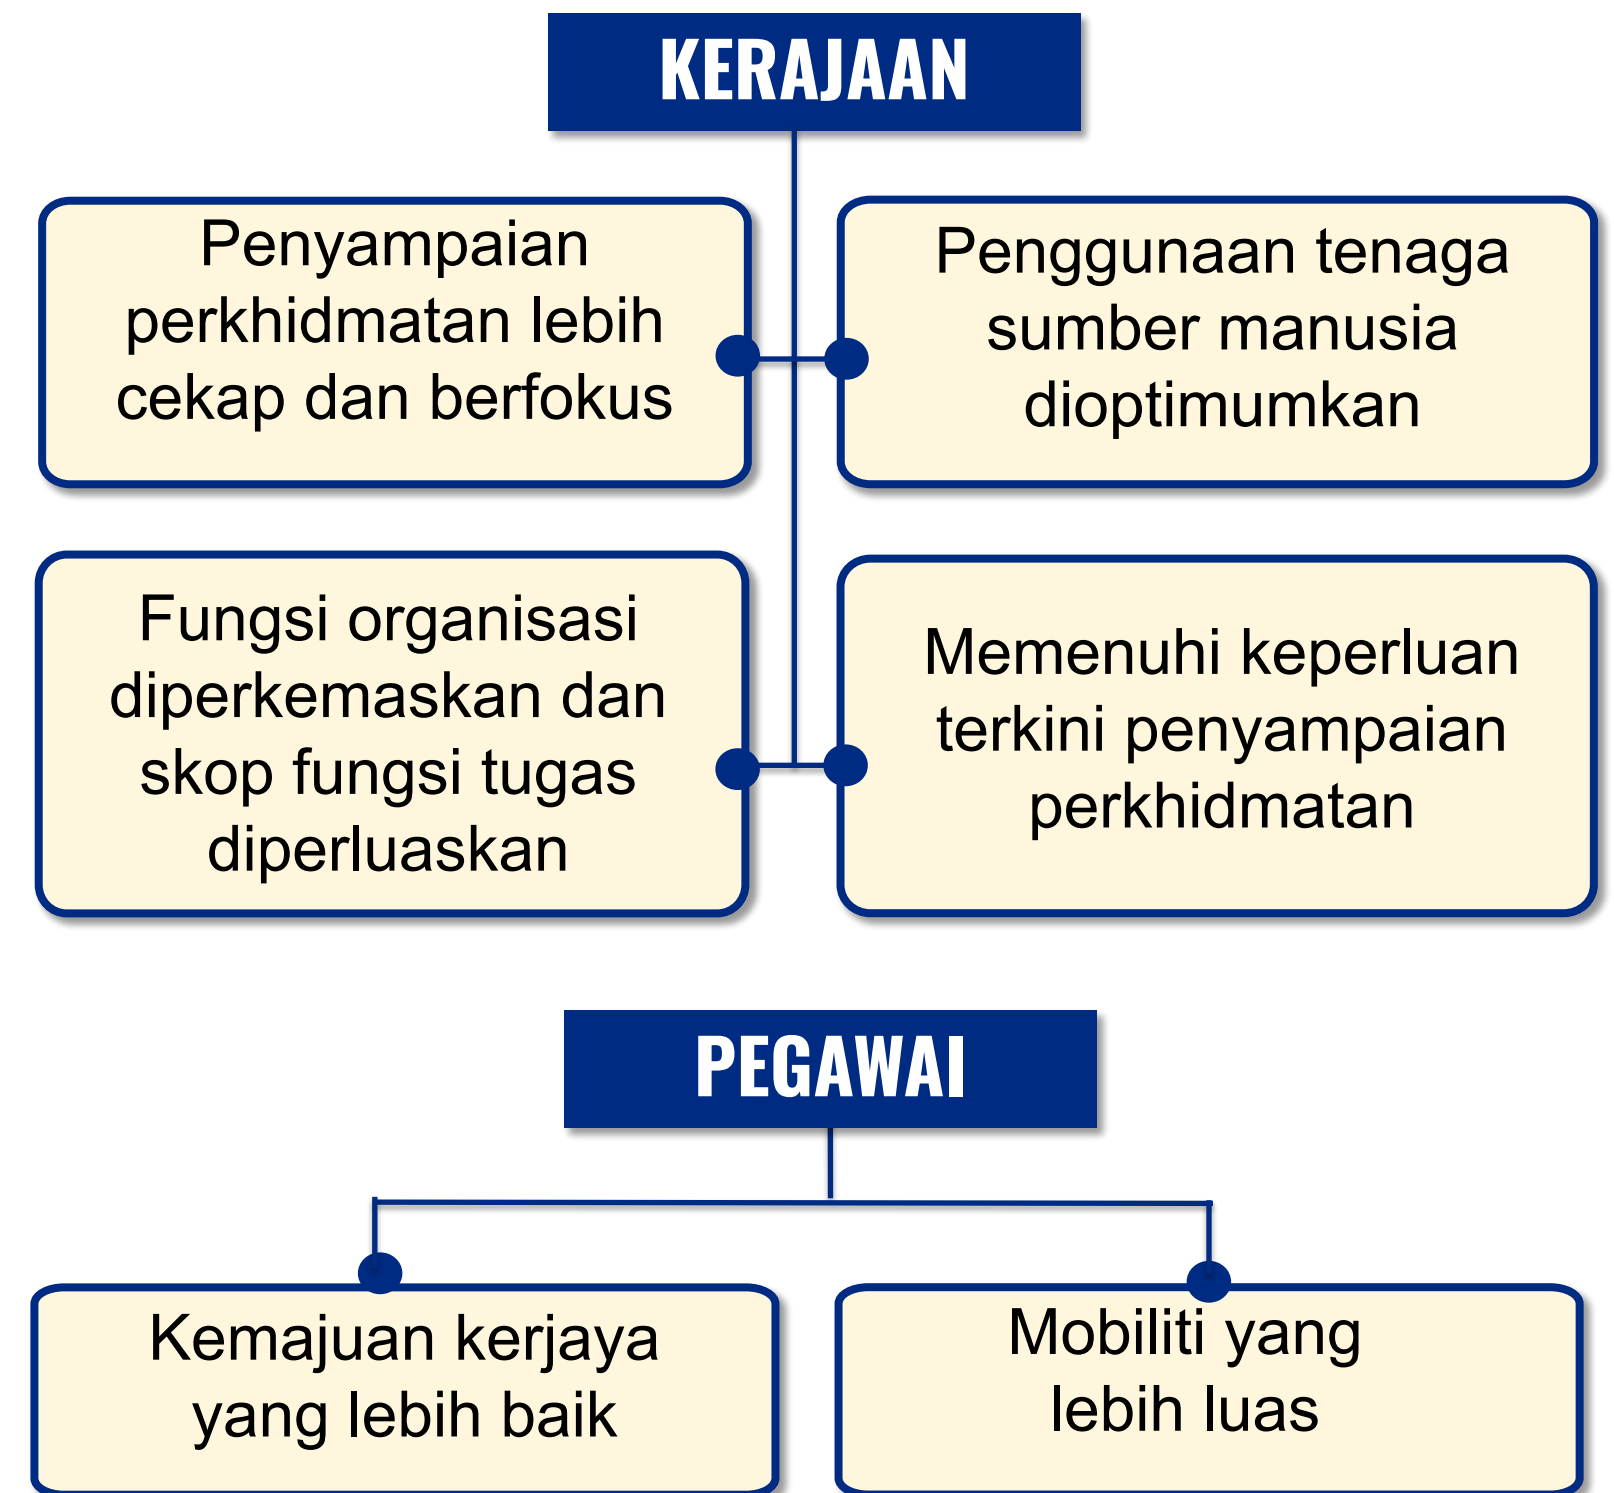 KERAJAAN
Penyampaian
perkhidmatan lebih
cekap dan berfokus
Penggunaan tenaga
sumber manusia
dioptimumkan
Fungsi organisasi
diperkemaskan dan
skop fungsi tugas
diperluaskan
Memenuhi keperluan
terkini penyampaian
perkhidmatan
PEGAWAI
Kemajuan kerjaya
yang lebih baik
Mobiliti yang
lebih luas